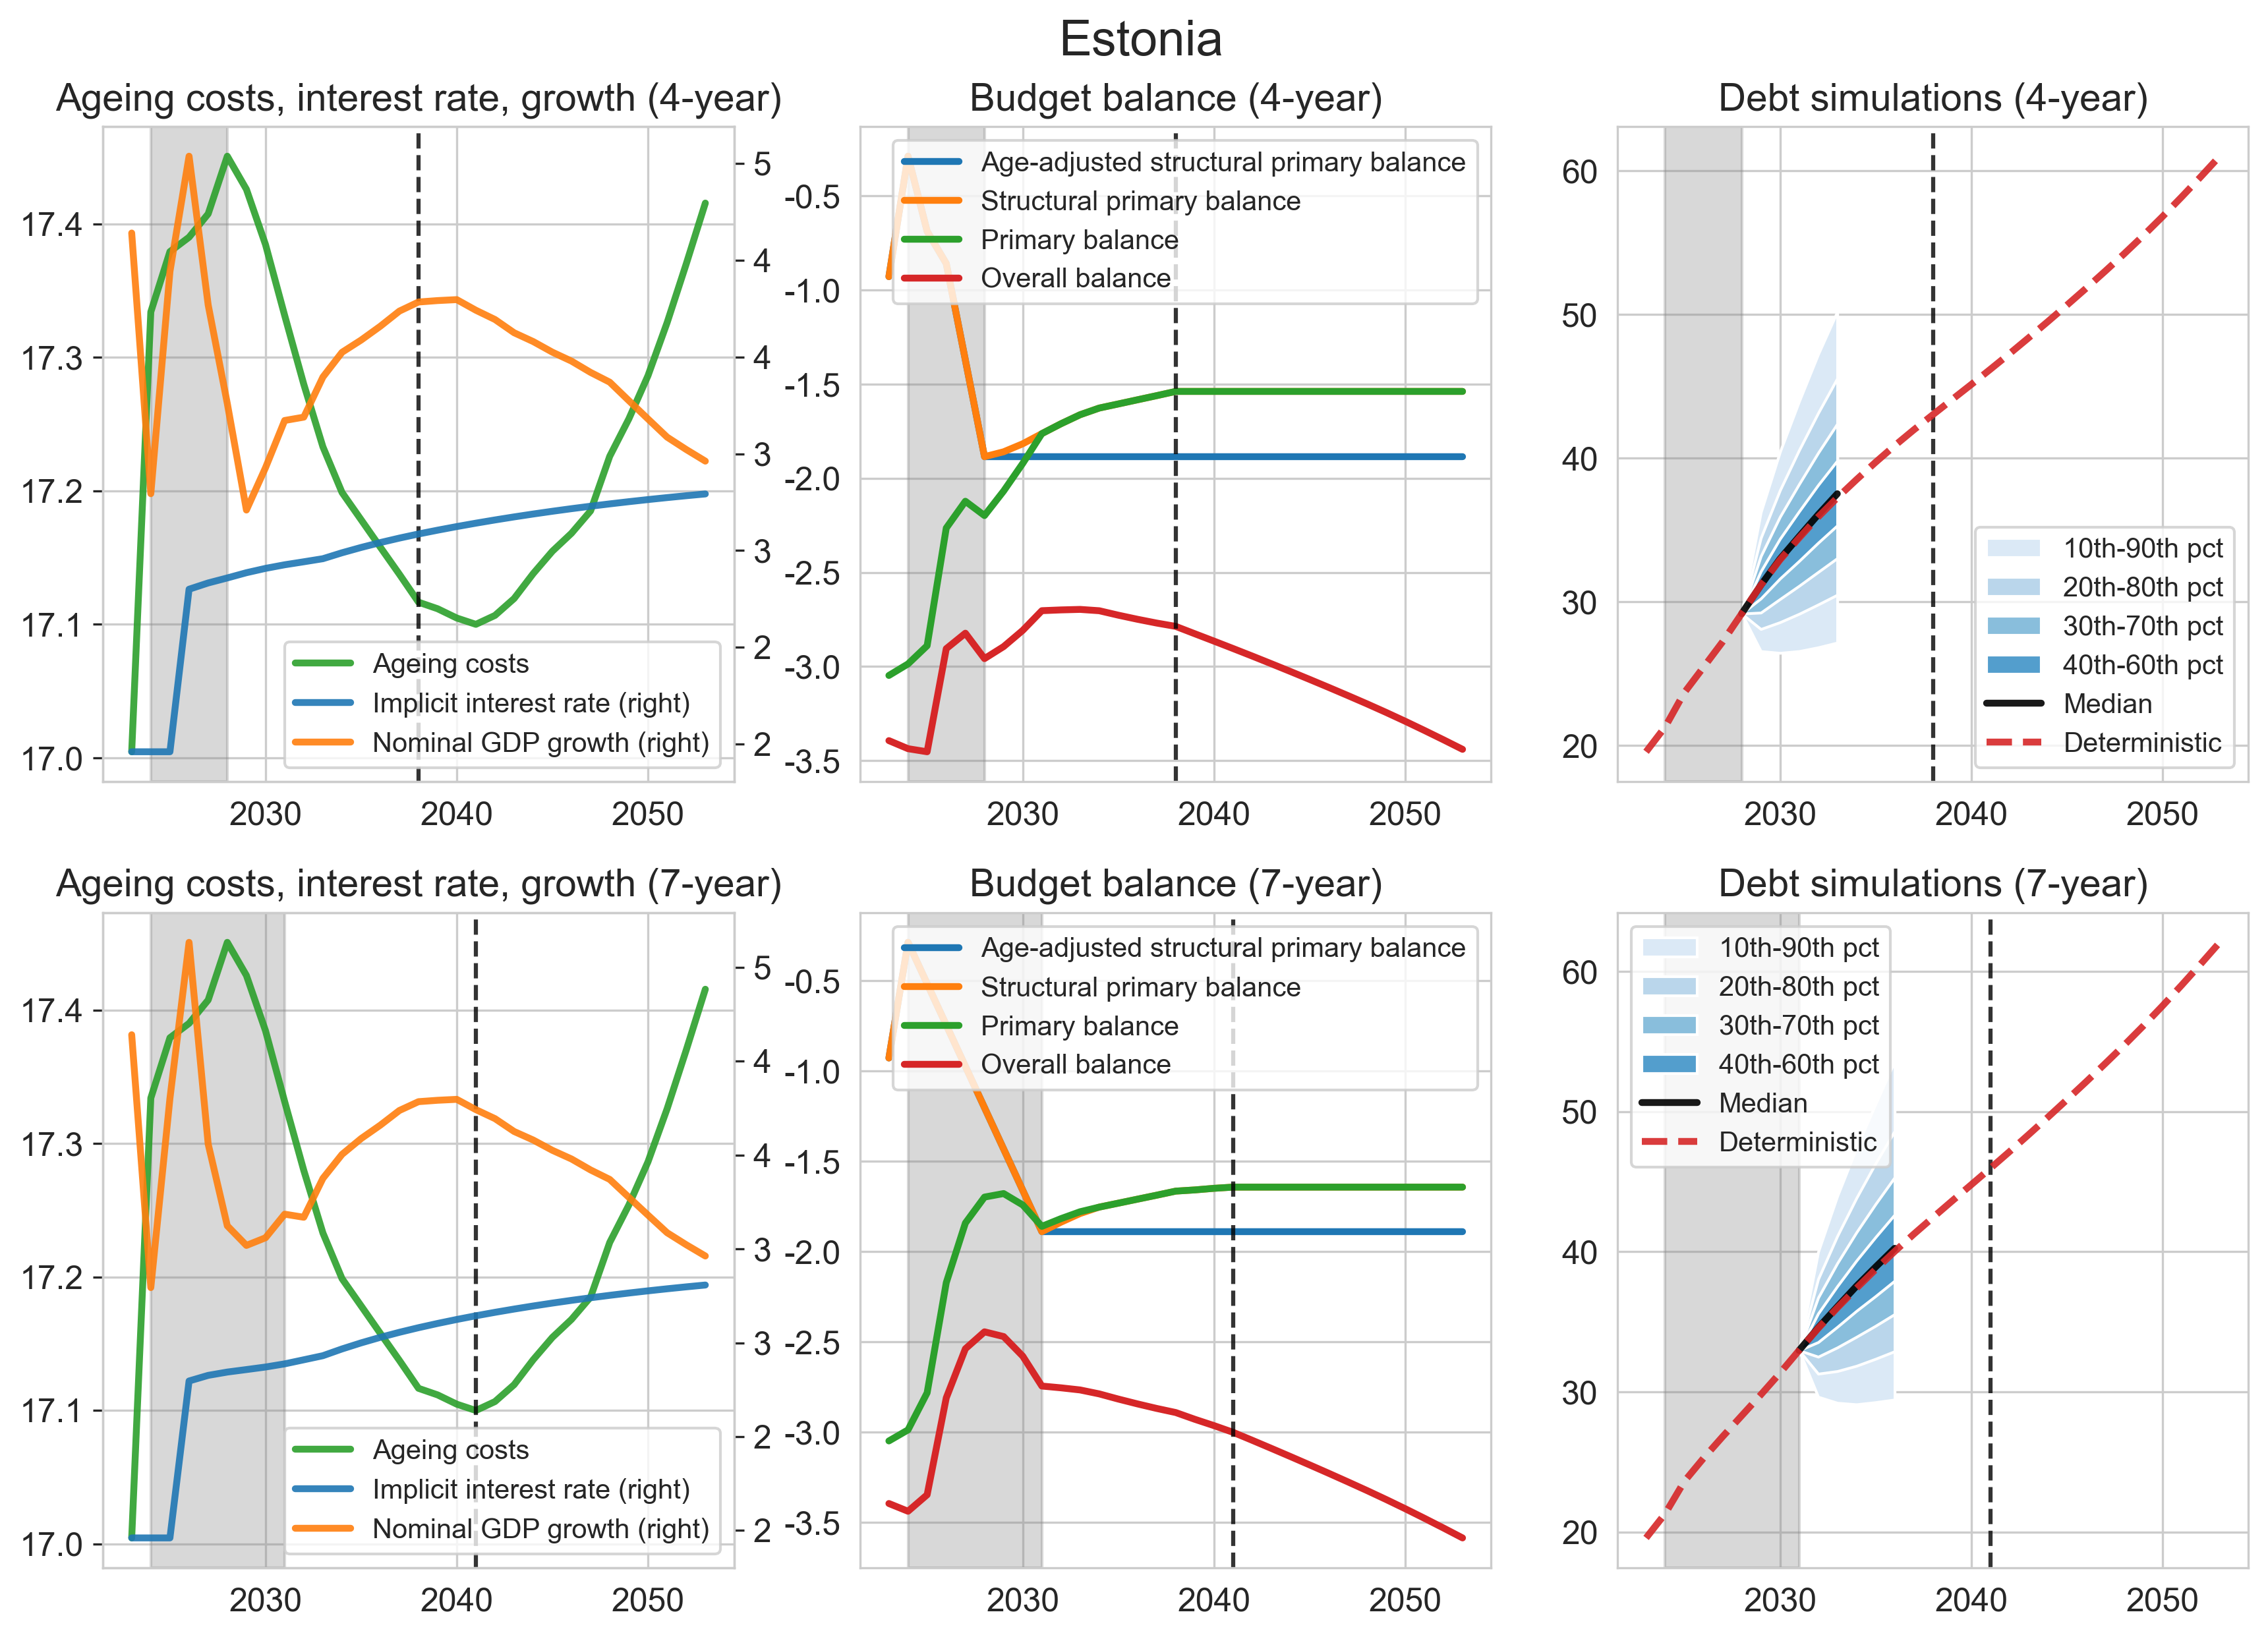 Estonia
Ageing costs, interest rate, growth (4-year)
17.4
17.3
17.2
17.1
17.0
5
4
4
3
3
2
2
2030
2040
2050
Ageing costs
Implicit interest rate (right)
Nominal GDP growth (right)
Budget balance (4-year)
-0.5
-1.0
-1.5
-2.0
-2.5
-3.0
-3.5
2030
2040
2050
Age-adjusted structural primary balance
Structural primary balance
Primary balance
Overall balance
Debt simulations (4-year)
60
50
40
30
20
2030
2040
2050
10th-90th pct
20th-80th pct
30th-70th pct
40th-60th pct
Median
Deterministic
Ageing costs, interest rate, growth (7-year)
17.4
17.3
17.2
17.1
17.0
5
4
4
3
3
2
2
2030
2040
2050
Ageing costs
Implicit interest rate (right)
Nominal GDP growth (right)
Budget balance (7-year)
-0.5
-1.0
-1.5
-2.0
-2.5
-3.0
-3.5
2030
2040
2050
Age-adjusted structural primary balance
Structural primary balance
Primary balance
Overall balance
Debt simulations (7-year)
60
50
40
30
20
2030
2040
2050
10th-90th pct
20th-80th pct
30th-70th pct
40th-60th pct
Median
Deterministic